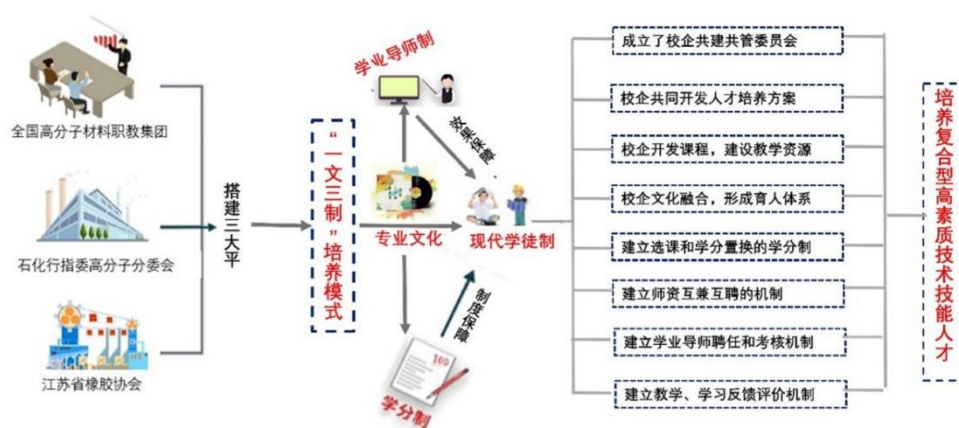 全国高分子材料职教集团
石化行指委高分子分委会
江苏省橡胶协会
搭建三大平
“一文三制”培养模式
学业导师制
效果保障
专业文化
现代学徒制
制度保障
100
学分制
成立了校企共建共管委员会
校企共同开发人才培养方案
校企开发课程，建设教学资源
校企文化融合，形成育人体系
建立选课和学分置换的学分制
建立师资互兼互聘的机制
建立学业导师聘任和考核机制
建立教学、学习反馈评价机制
培养复合型高素质技术技能人才